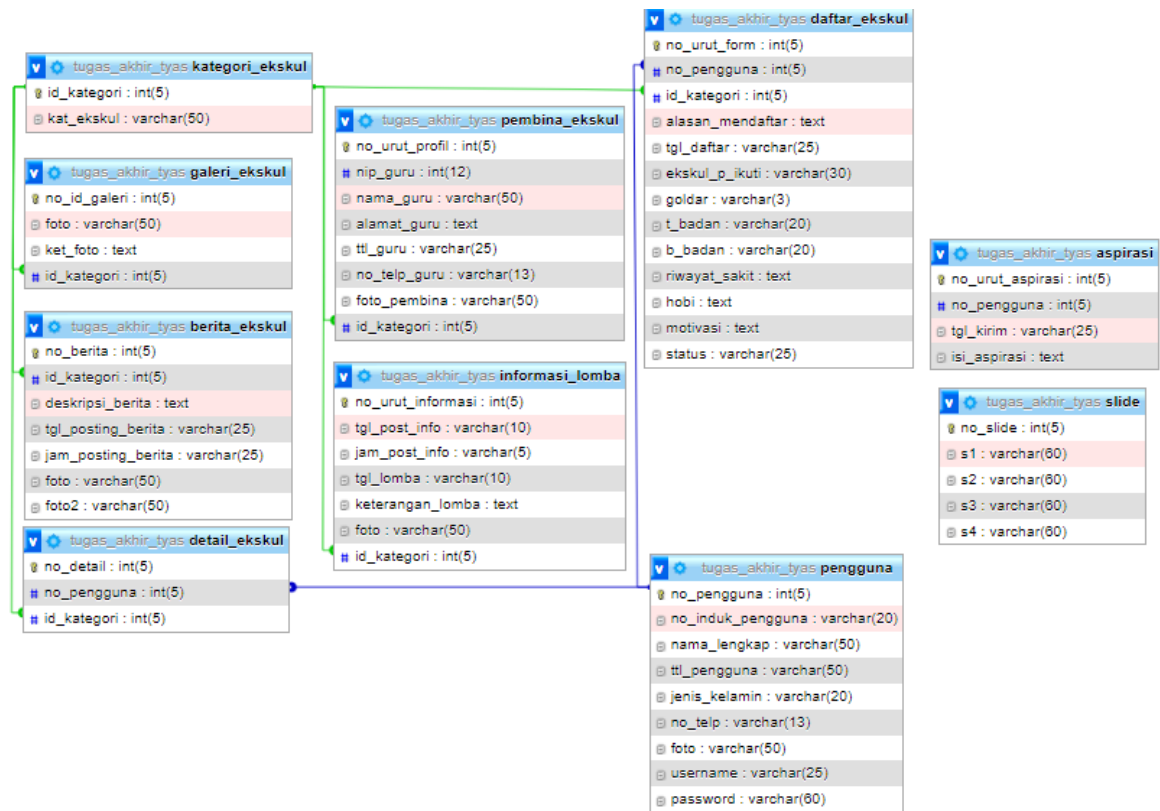 tugas_akhir_tyas kategori_ekskul
id_kategori : int(5)
kat_ekskul : varchar(50)
tugas_akhir_tyas galeri_ekskul
no_id_galeri : int(5)
foto : varchar(50)
ket_foto : text
id_kategori : int(5)
tugas_akhir_tyas berita_ekskul
no_berita : int(5)
id_kategori : int(5)
deskripsi_berita : text
tgl_posting_berita : varchar(25)
jam_posting_berita : varchar(25)
foto : varchar(50)
foto2 : varchar(50)
tugas_akhir_tyas detail_ekskul
no_detail : int(5)
no_pengguna : int(5)
id_kategori : int(5)
tugas_akhir_tyas pembina_ekskul
no_urut_profil : int(5)
nip_guru : int(12)
nama_guru : varchar(50)
alamat_guru : text
ttl_guru : varchar(25)
no_telp_guru : varchar(13)
foto_pembina : varchar(50)
id_kategori : int(5)
tugas_akhir_tyas informasi_lomba
no_urut_informasi : int(5)
tgl_post_info : varchar(10)
jam_post_info : varchar(5)
tgl_lomba : varchar(10)
keterangan_lomba : text
foto : varchar(50)
id_kategori : int(5)
tugas_akhir_tyas daftar_ekskul
no_urut_form : int(5)
no_pengguna : int(5)
id_kategori : int(5)
alasan_mendaftar : text
tgl_daftar : varchar(25)
ekskul_p_ikuti : varchar(30)
goldar : varchar(3)
t_badan : varchar(20)
b_badan : varchar(20)
riwayat_sakit : text
hobi : text
motivasi : text
status : varchar(25)
tugas_akhir_tyas pengguna
no_pengguna : int(5)
no_induk_pengguna : varchar(20)
nama_lengkap : varchar(50)
ttl_pengguna : varchar(50)
jenis_kelamin : varchar(20)
no_telp : varchar(13)
foto : varchar(50)
username : varchar(25)
password : varchar(60)
tugas_akhir_tyas aspirasi
no_urut_aspirasi : int(5)
no_pengguna : int(5)
tgl_kirim : varchar(25)
isi_aspirasi : text
tugas_akhir_tyas slide
no_slide : int(5)
s1 : varchar(60)
s2 : varchar(60)
s3 : varchar(60)
s4 : varchar(60)